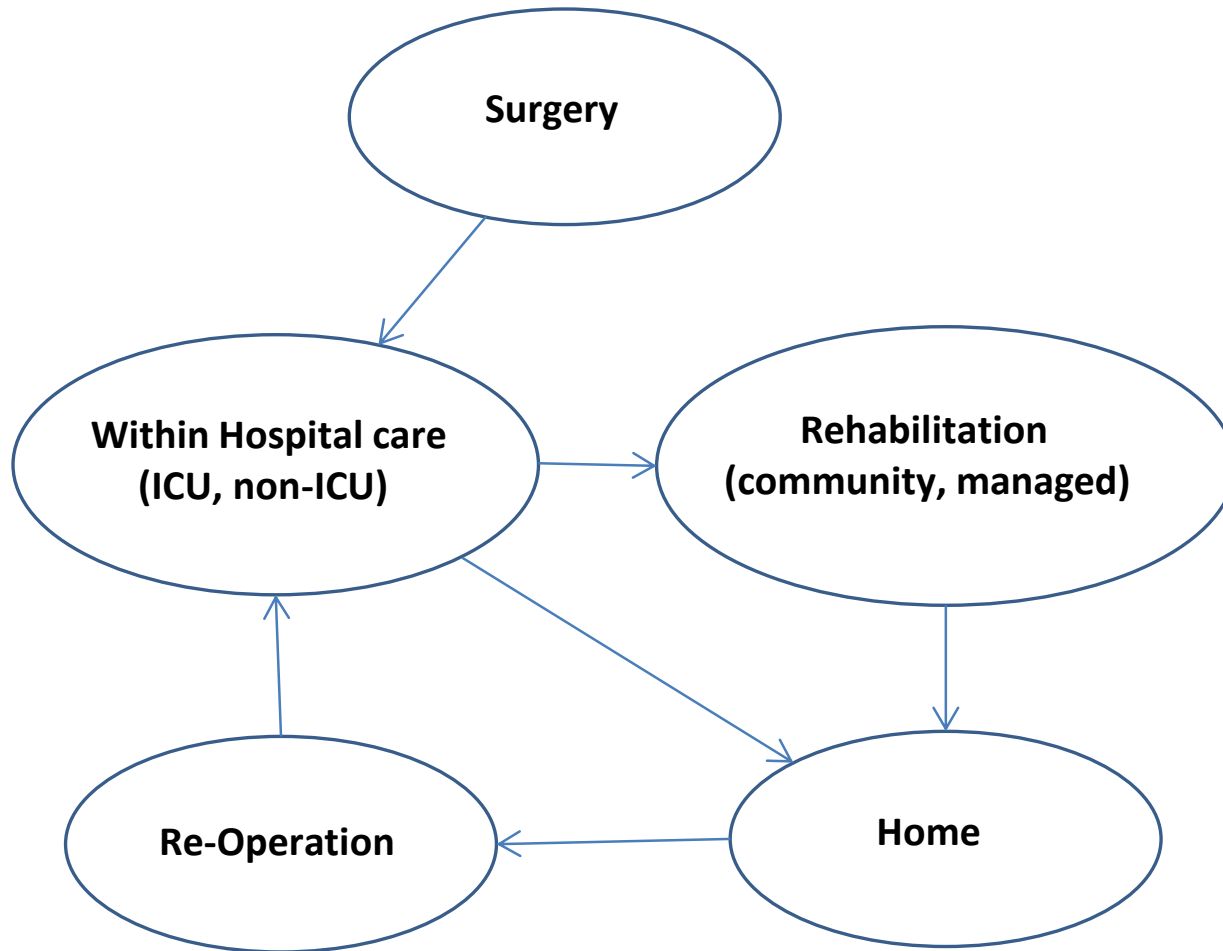 Surgery
Within Hospital care
(ICU, non-ICU)
Rehabilitation
(community, managed)
Re-Operation
Home